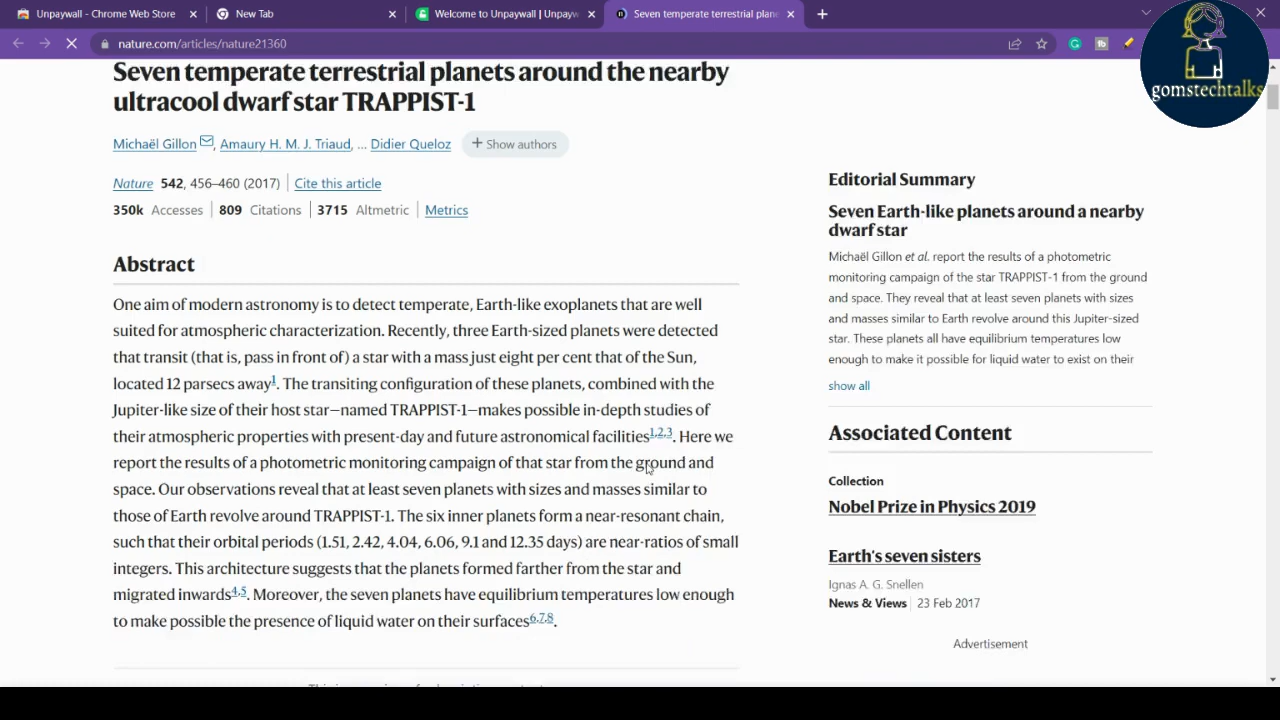 Unpaywall - Chrome Web Store
New Tab
Welcome to Unpaywall | Unpayw
Seven temperate terrestrial plane
nature.com/articles/nature21360
gomstechtalks
Seven temperate terrestrial planets around the nearby
ultracool dwarf star TRAPPIST-1
Michaël Gillon, Amaury H. M. J. Triaud, ... Didier Queloz + Show authors
Nature 542, 456–460 (2017) | Cite this article
350k Accesses | 809 Citations | 3715 Altmetric | Metrics
Abstract
One aim of modern astronomy is to detect temperate, Earth-like exoplanets that are well
suited for atmospheric characterization. Recently, three Earth-sized planets were detected
that transit (that is, pass in front of) a star with a mass just eight per cent that of the Sun,
located 12 parsecs away1. The transiting configuration of these planets, combined with the
Jupiter-like size of their host star—named TRAPPIST-1—makes possible in-depth studies of
their atmospheric properties with present-day and future astronomical facilities1,2,3. Here we
report the results of a photometric monitoring campaign of that star from the ground and
space. Our observations reveal that at least seven planets with sizes and masses similar to
those of Earth revolve around TRAPPIST-1. The six inner planets form a near-resonant chain,
such that their orbital periods (1.51, 2.42, 4.04, 6.06, 9.1 and 12.35 days) are near-ratios of small
integers. This architecture suggests that the planets formed farther from the star and
migrated inwards4,5. Moreover, the seven planets have equilibrium temperatures low enough
to make possible the presence of liquid water on their surfaces6,7,8.
Editorial Summary
Seven Earth-like planets around a nearby
dwarf star
Michaël Gillon et al. report the results of a photometric
monitoring campaign of the star TRAPPIST-1 from the ground
and space. They reveal that at least seven planets with sizes
and masses similar to Earth revolve around this Jupiter-sized
star. These planets all have equilibrium temperatures low
enough to make it possible for liquid water to exist on their
show all
Associated Content
Collection
Nobel Prize in Physics 2019
Earth's seven sisters
Ignas A. G. Snellen
News & Views | 23 Feb 2017
Advertisement